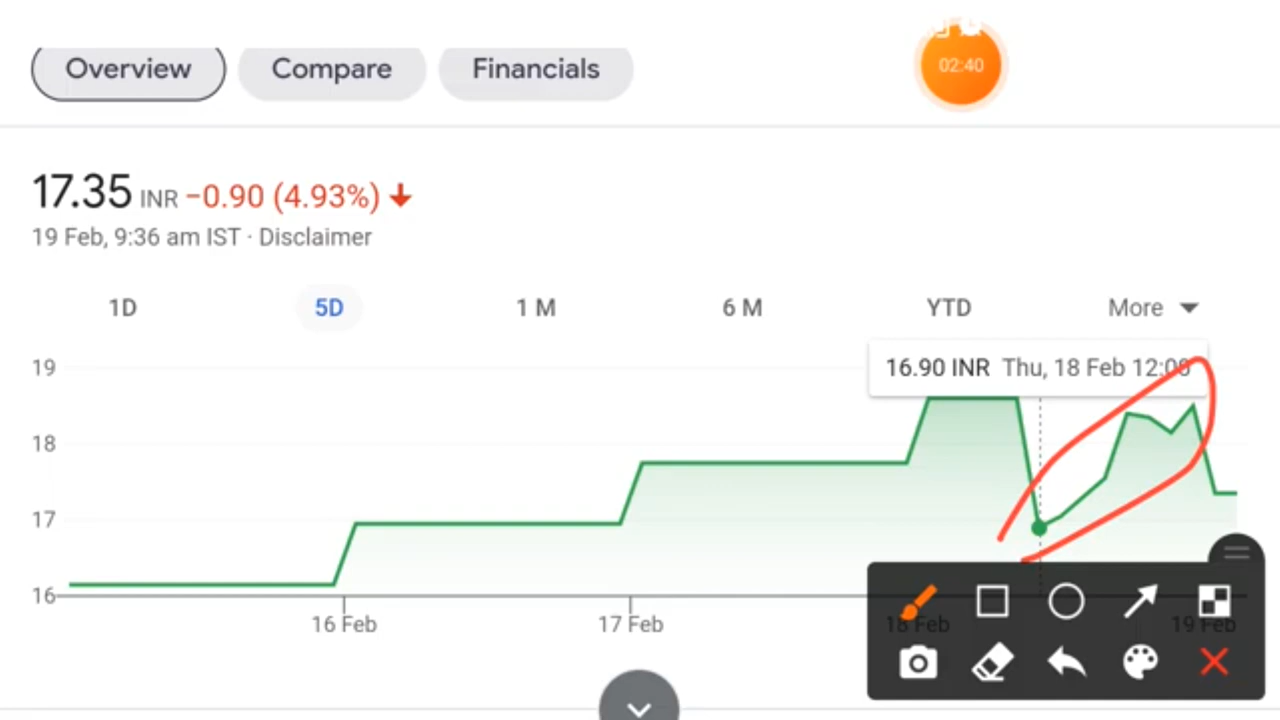 Overview Compare Financials
02:40
17.35 INR −0.90 (4.93%)
19 Feb, 9:36 am IST · Disclaimer
1D 5D 1 M 6 M YTD More
16.90 INR Thu, 18 Feb 12:00
19
18
17
16
16 Feb 17 Feb 18 Feb 19 Feb